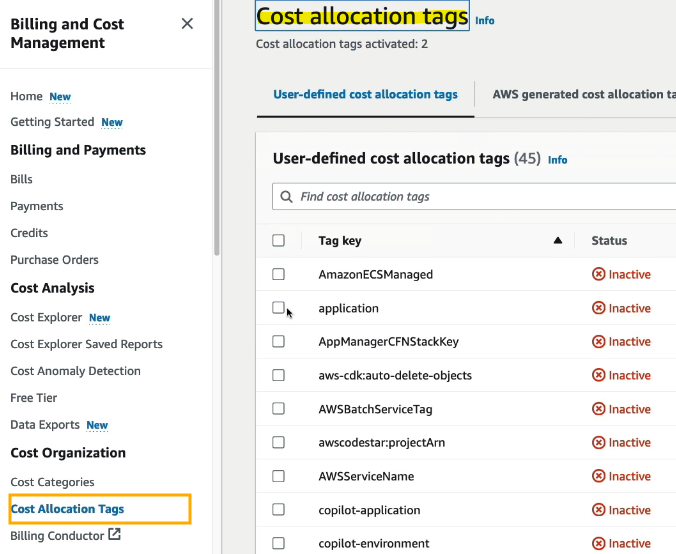 Billing and Cost
Management
Home New
Getting Started New
Billing and Payments
Bills
Payments
Credits
Purchase Orders
Cost Analysis
Cost Explorer New
Cost Explorer Saved Reports
Cost Anomaly Detection
Free Tier
Data Exports New
Cost Organization
Cost Categories
Cost Allocation Tags
Billing Conductor
Cost allocation tags Info
Cost allocation tags activated: 2
User-defined cost allocation tags AWS generated cost allocation ta
User-defined cost allocation tags (45) Info
Find cost allocation tags
Tag key Status
AmazonECSManaged Inactive
application Inactive
AppManagerCFNStackKey Inactive
aws-cdk:auto-delete-objects Inactive
AWSBatchServiceTag Inactive
awscodestar:projectArn Inactive
AWSServiceName Inactive
copilot-application Inactive
copilot-environment Inactive